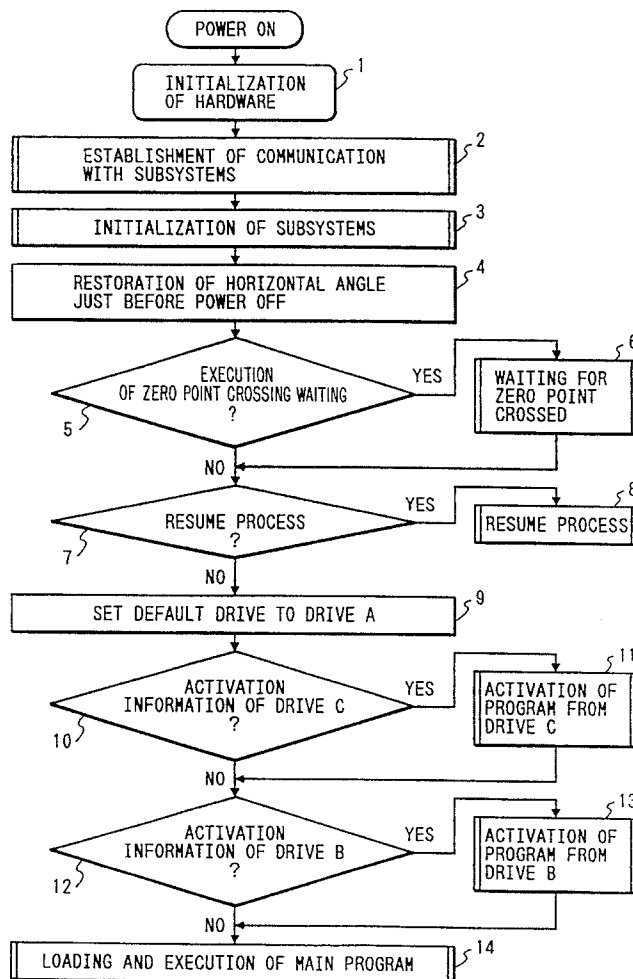 POWER ON
1
INITIALIZATION
OF HARDWARE
2
ESTABLISHMENT OF COMMUNICATION
WITH SUBSYSTEMS
3
INITIALIZATION OF SUBSYSTEMS
4
RESTORATION OF HORIZONTAL ANGLE
JUST BEFORE POWER OFF
EXECUTION
OF ZERO POINT CROSSING WAITING
?
5
YES
6
WAITING FOR
ZERO POINT
CROSSED
NO
RESUME PROCESS
?
7
YES
8
RESUME PROCESS
NO
9
SET DEFAULT DRIVE TO DRIVE A
ACTIVATION
INFORMATION OF DRIVE C
?
10
YES
11
ACTIVATION OF
PROGRAM FROM
DRIVE C
NO
ACTIVATION
INFORMATION OF DRIVE B
?
12
YES
13
ACTIVATION OF
PROGRAM FROM
DRIVE B
NO
14
LOADING AND EXECUTION OF MAIN PROGRAM